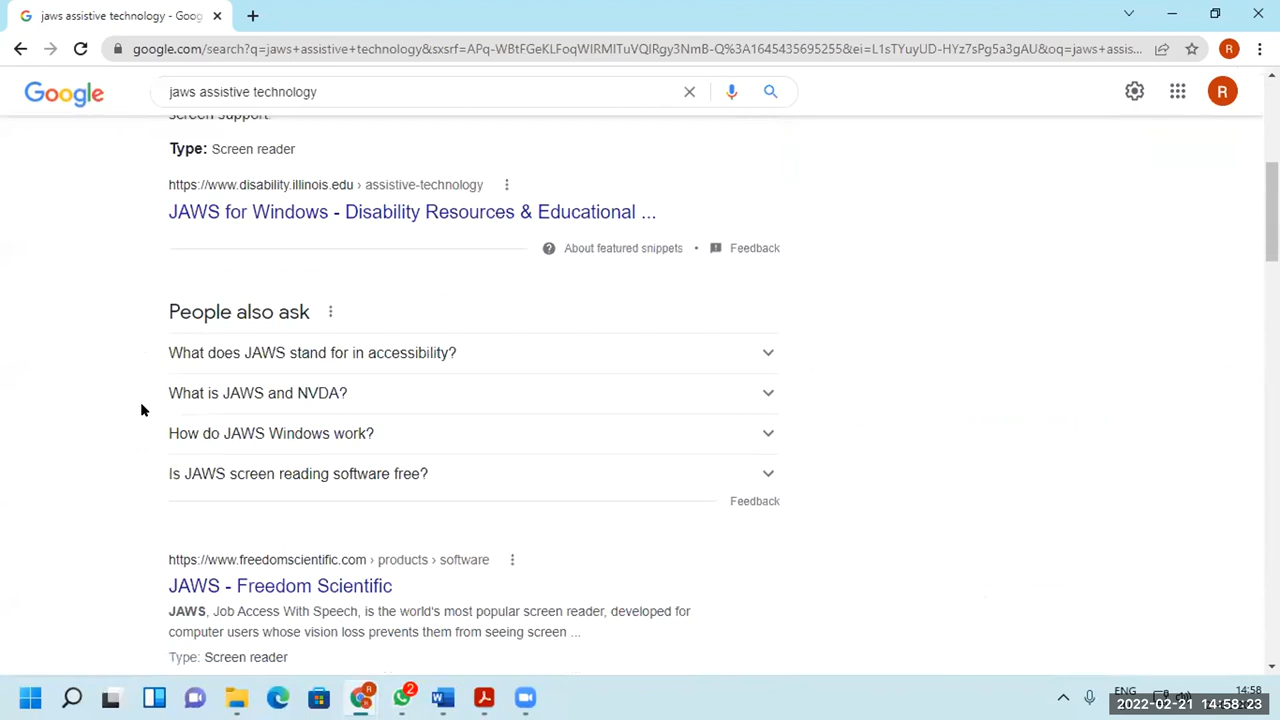 jaws assistive technology - Goog
google.com/search?q=jaws+assistive+technology&sxsrf=APq-WBtFGeKLFoqWIRMITuVQIRgy3NmB-Q%3A1645435695255&ei=L1sTYuyUD-HYz7sPg5a3gAU&oq=jaws+assis...
R
Google
jaws assistive technology
R
screen support.
Type: Screen reader
https://www.disability.illinois.edu › assistive-technology
JAWS for Windows - Disability Resources & Educational ...
About featured snippets • Feedback
People also ask
What does JAWS stand for in accessibility?
What is JAWS and NVDA?
How do JAWS Windows work?
Is JAWS screen reading software free?
Feedback
https://www.freedomscientific.com › products › software
JAWS - Freedom Scientific
JAWS, Job Access With Speech, is the world's most popular screen reader, developed for
computer users whose vision loss prevents them from seeing screen ...
Type: Screen reader
R
2
ENG
14:58
2022-02-21 14:58:23